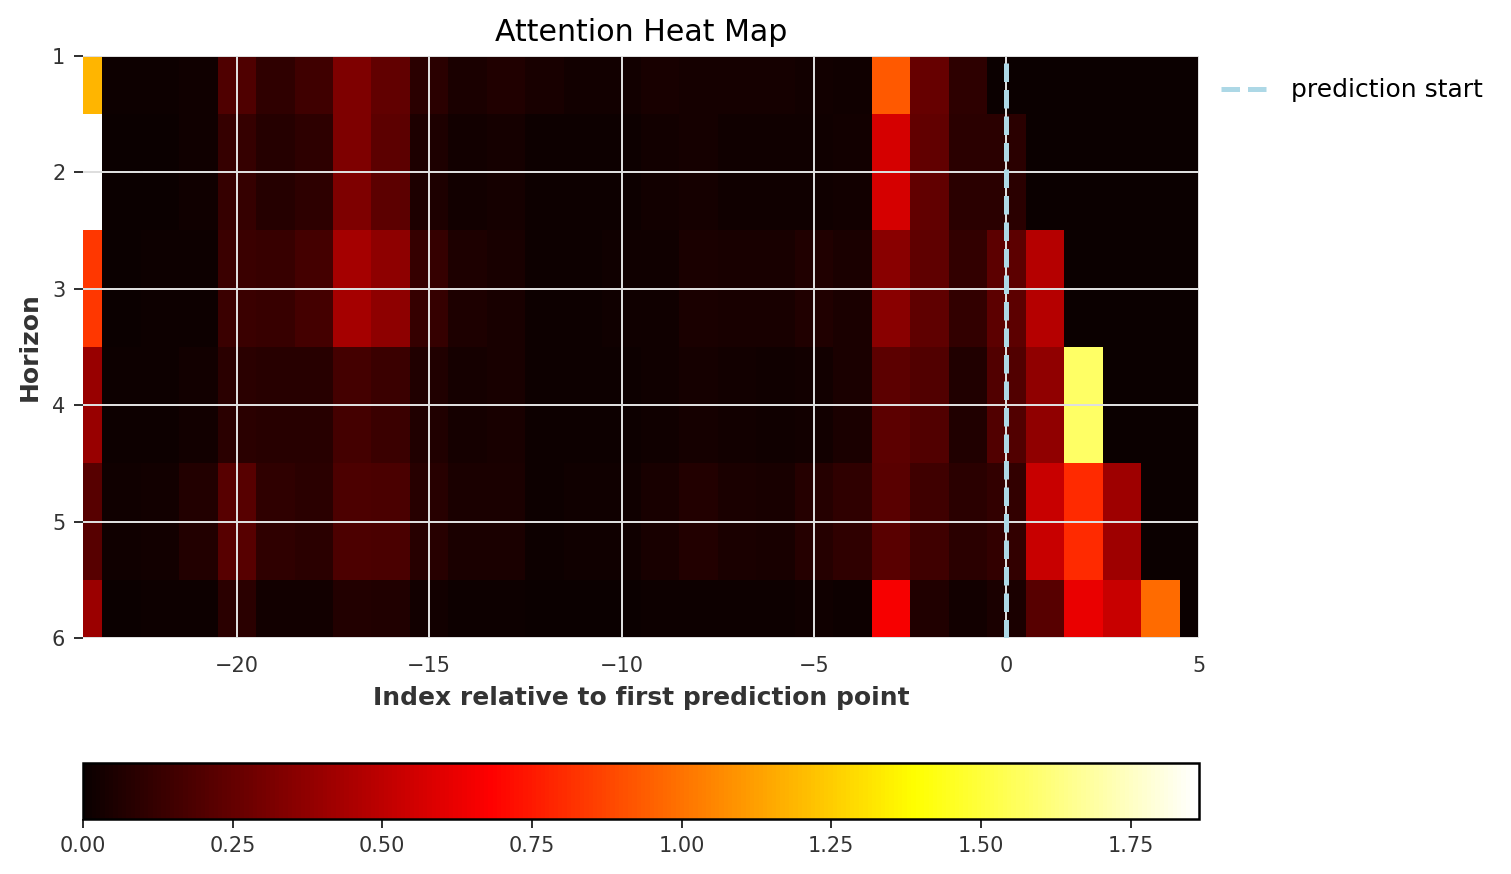 Attention Heat Map
prediction start
Horizon
1
2
3
4
5
6
−20 −15 −10 −5 0 5
Index relative to first prediction point
0.00 0.25 0.50 0.75 1.00 1.25 1.50 1.75